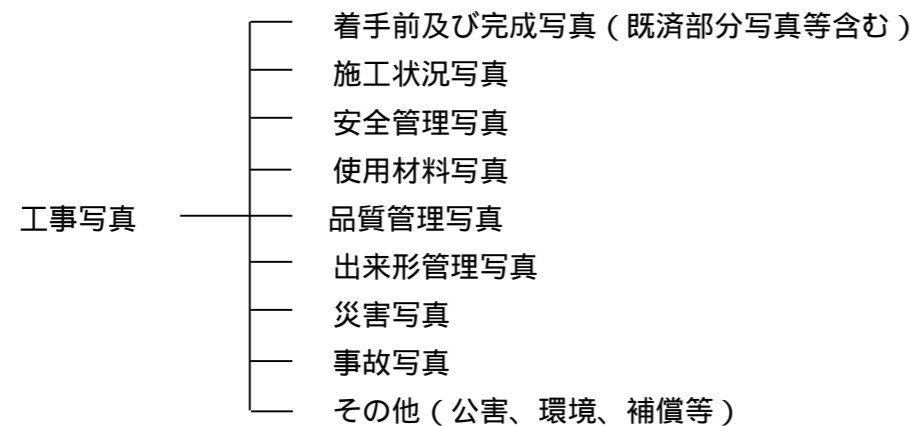 着手前及び完成写真(既済部分写真等含む)
施工状況写真
安全管理写真
使用材料写真
工事写真
品質管理写真
出来形管理写真
災害写真
事故写真
その他(公害、環境、補償等)